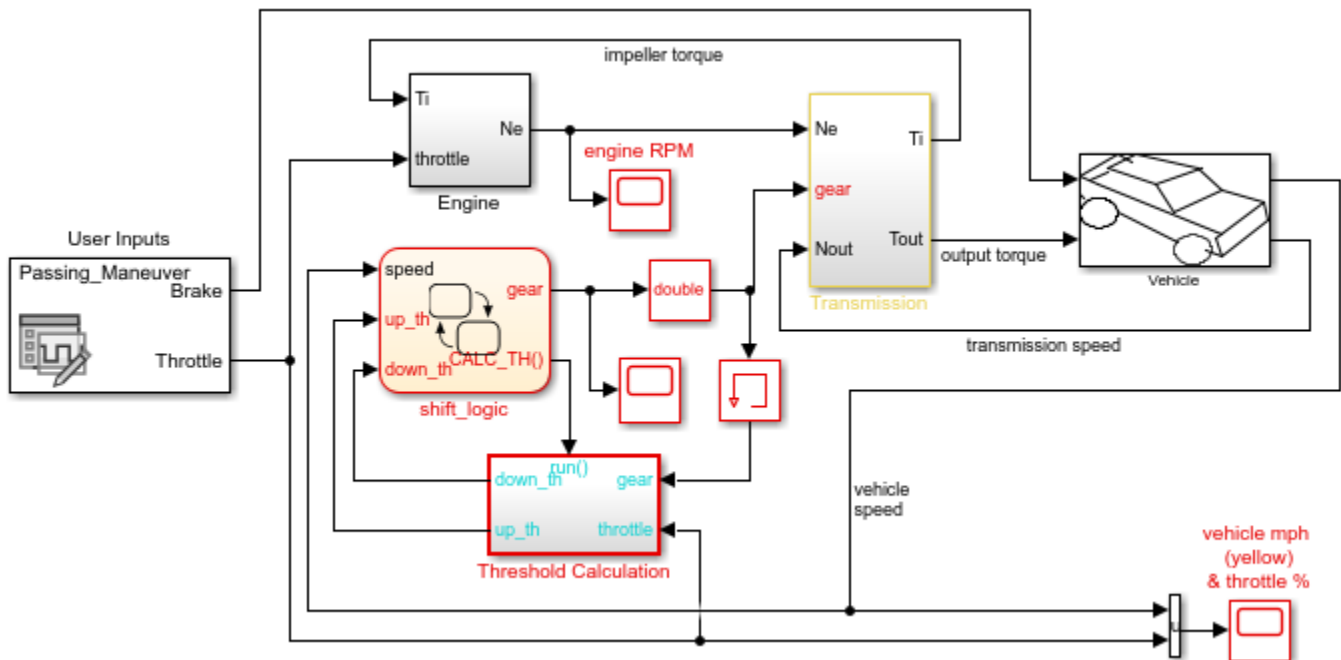 impeller torque
Ti
Ne
throttle
Engine
engine RPM
Ne
Ti
gear
Nout
Tout
Transmission
output torque
Vehicle
transmission speed
User Inputs
Passing_Maneuver
Brake
Throttle
speed
gear
up_th
CALC_TH()
down_th
shift_logic
double
run()
down_th
gear
up_th
throttle
Threshold Calculation
vehicle
speed
vehicle mph
(yellow)
& throttle %